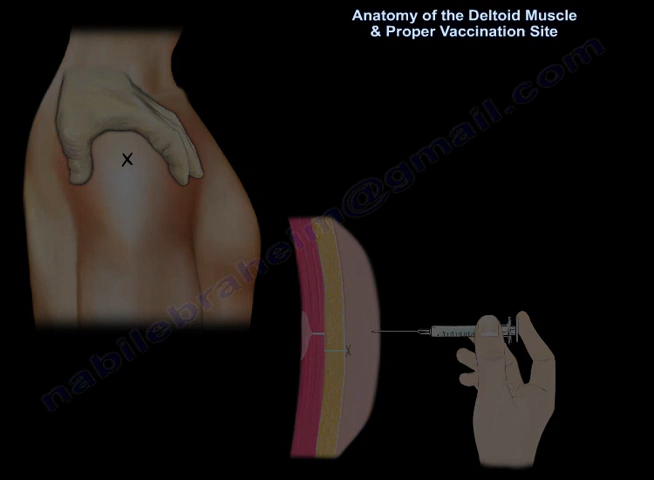 Anatomy of the Deltoid Muscle
& Proper Vaccination Site
X
nabilebraheim@gmail.com
X